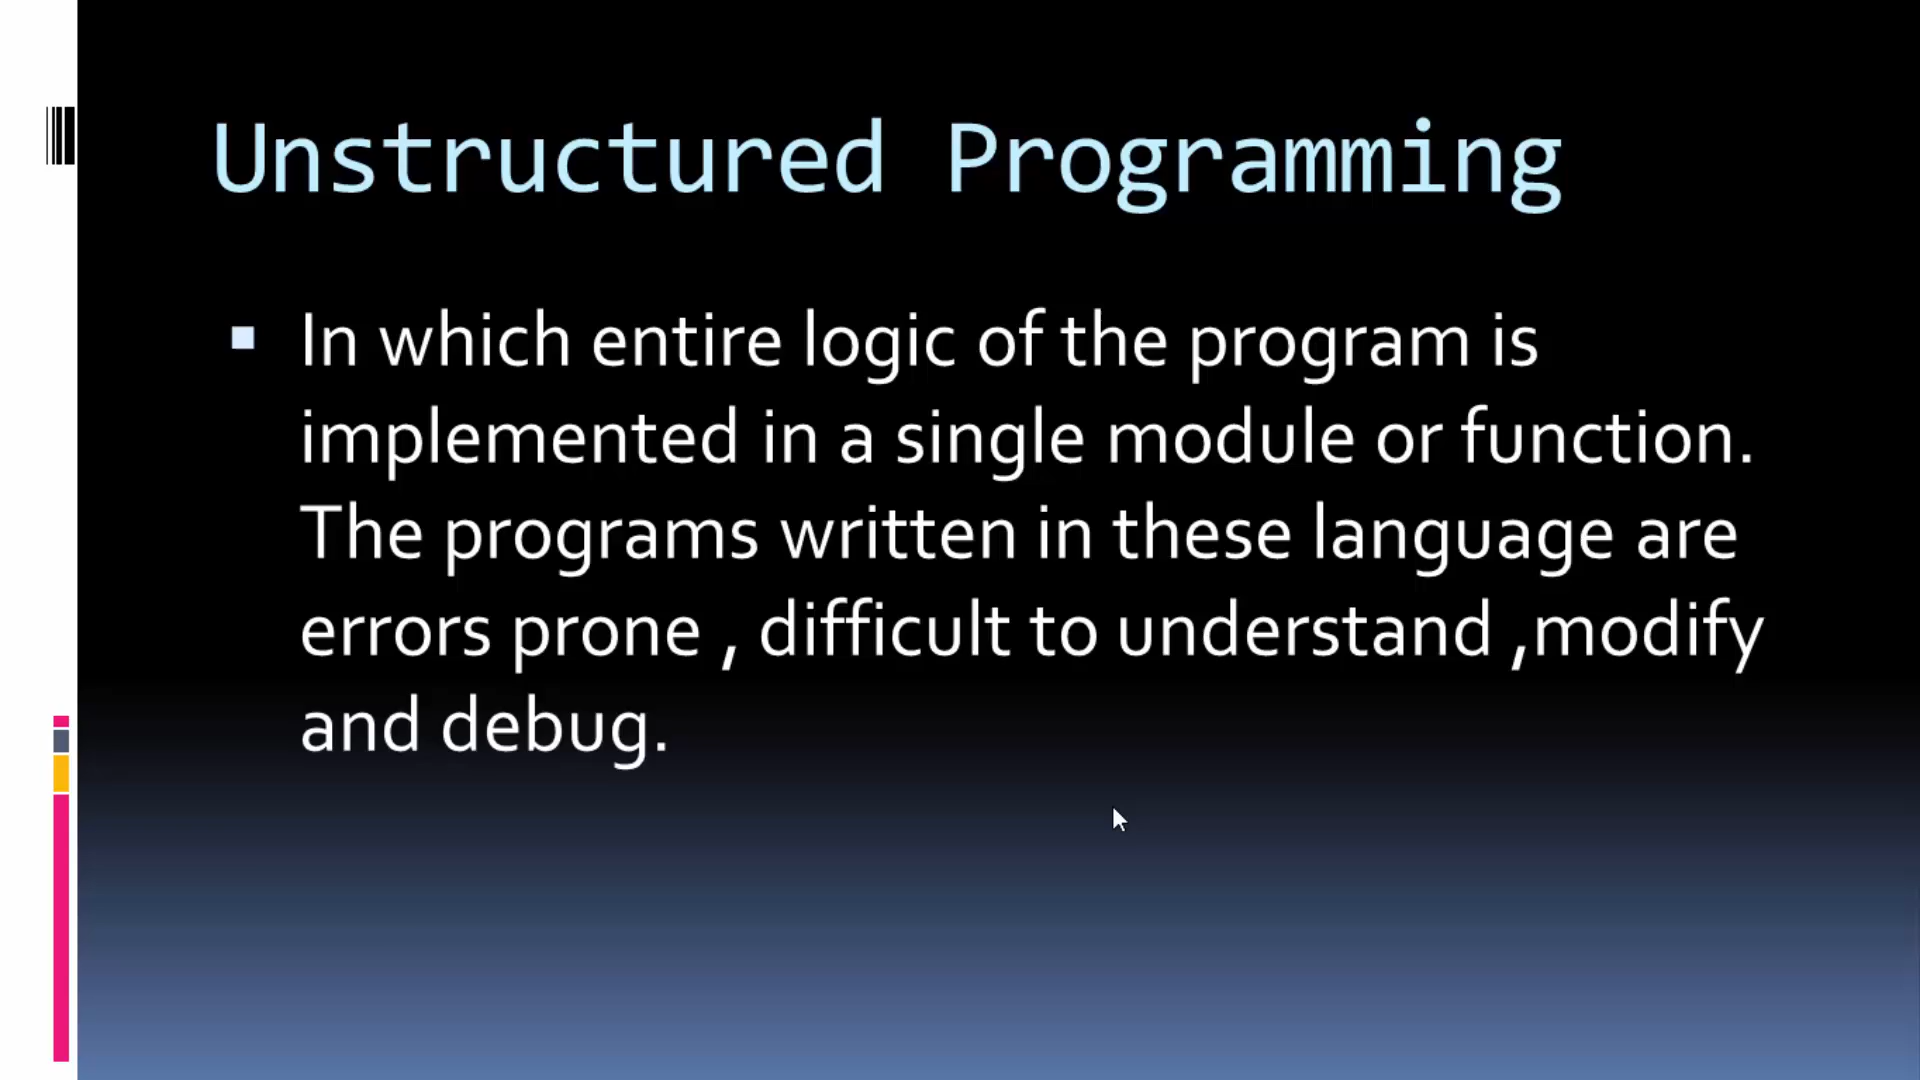 Unstructured Programming
In which entire logic of the program is
implemented in a single module or function.
The programs written in these language are
errors prone , difficult to understand ,modify
and debug.